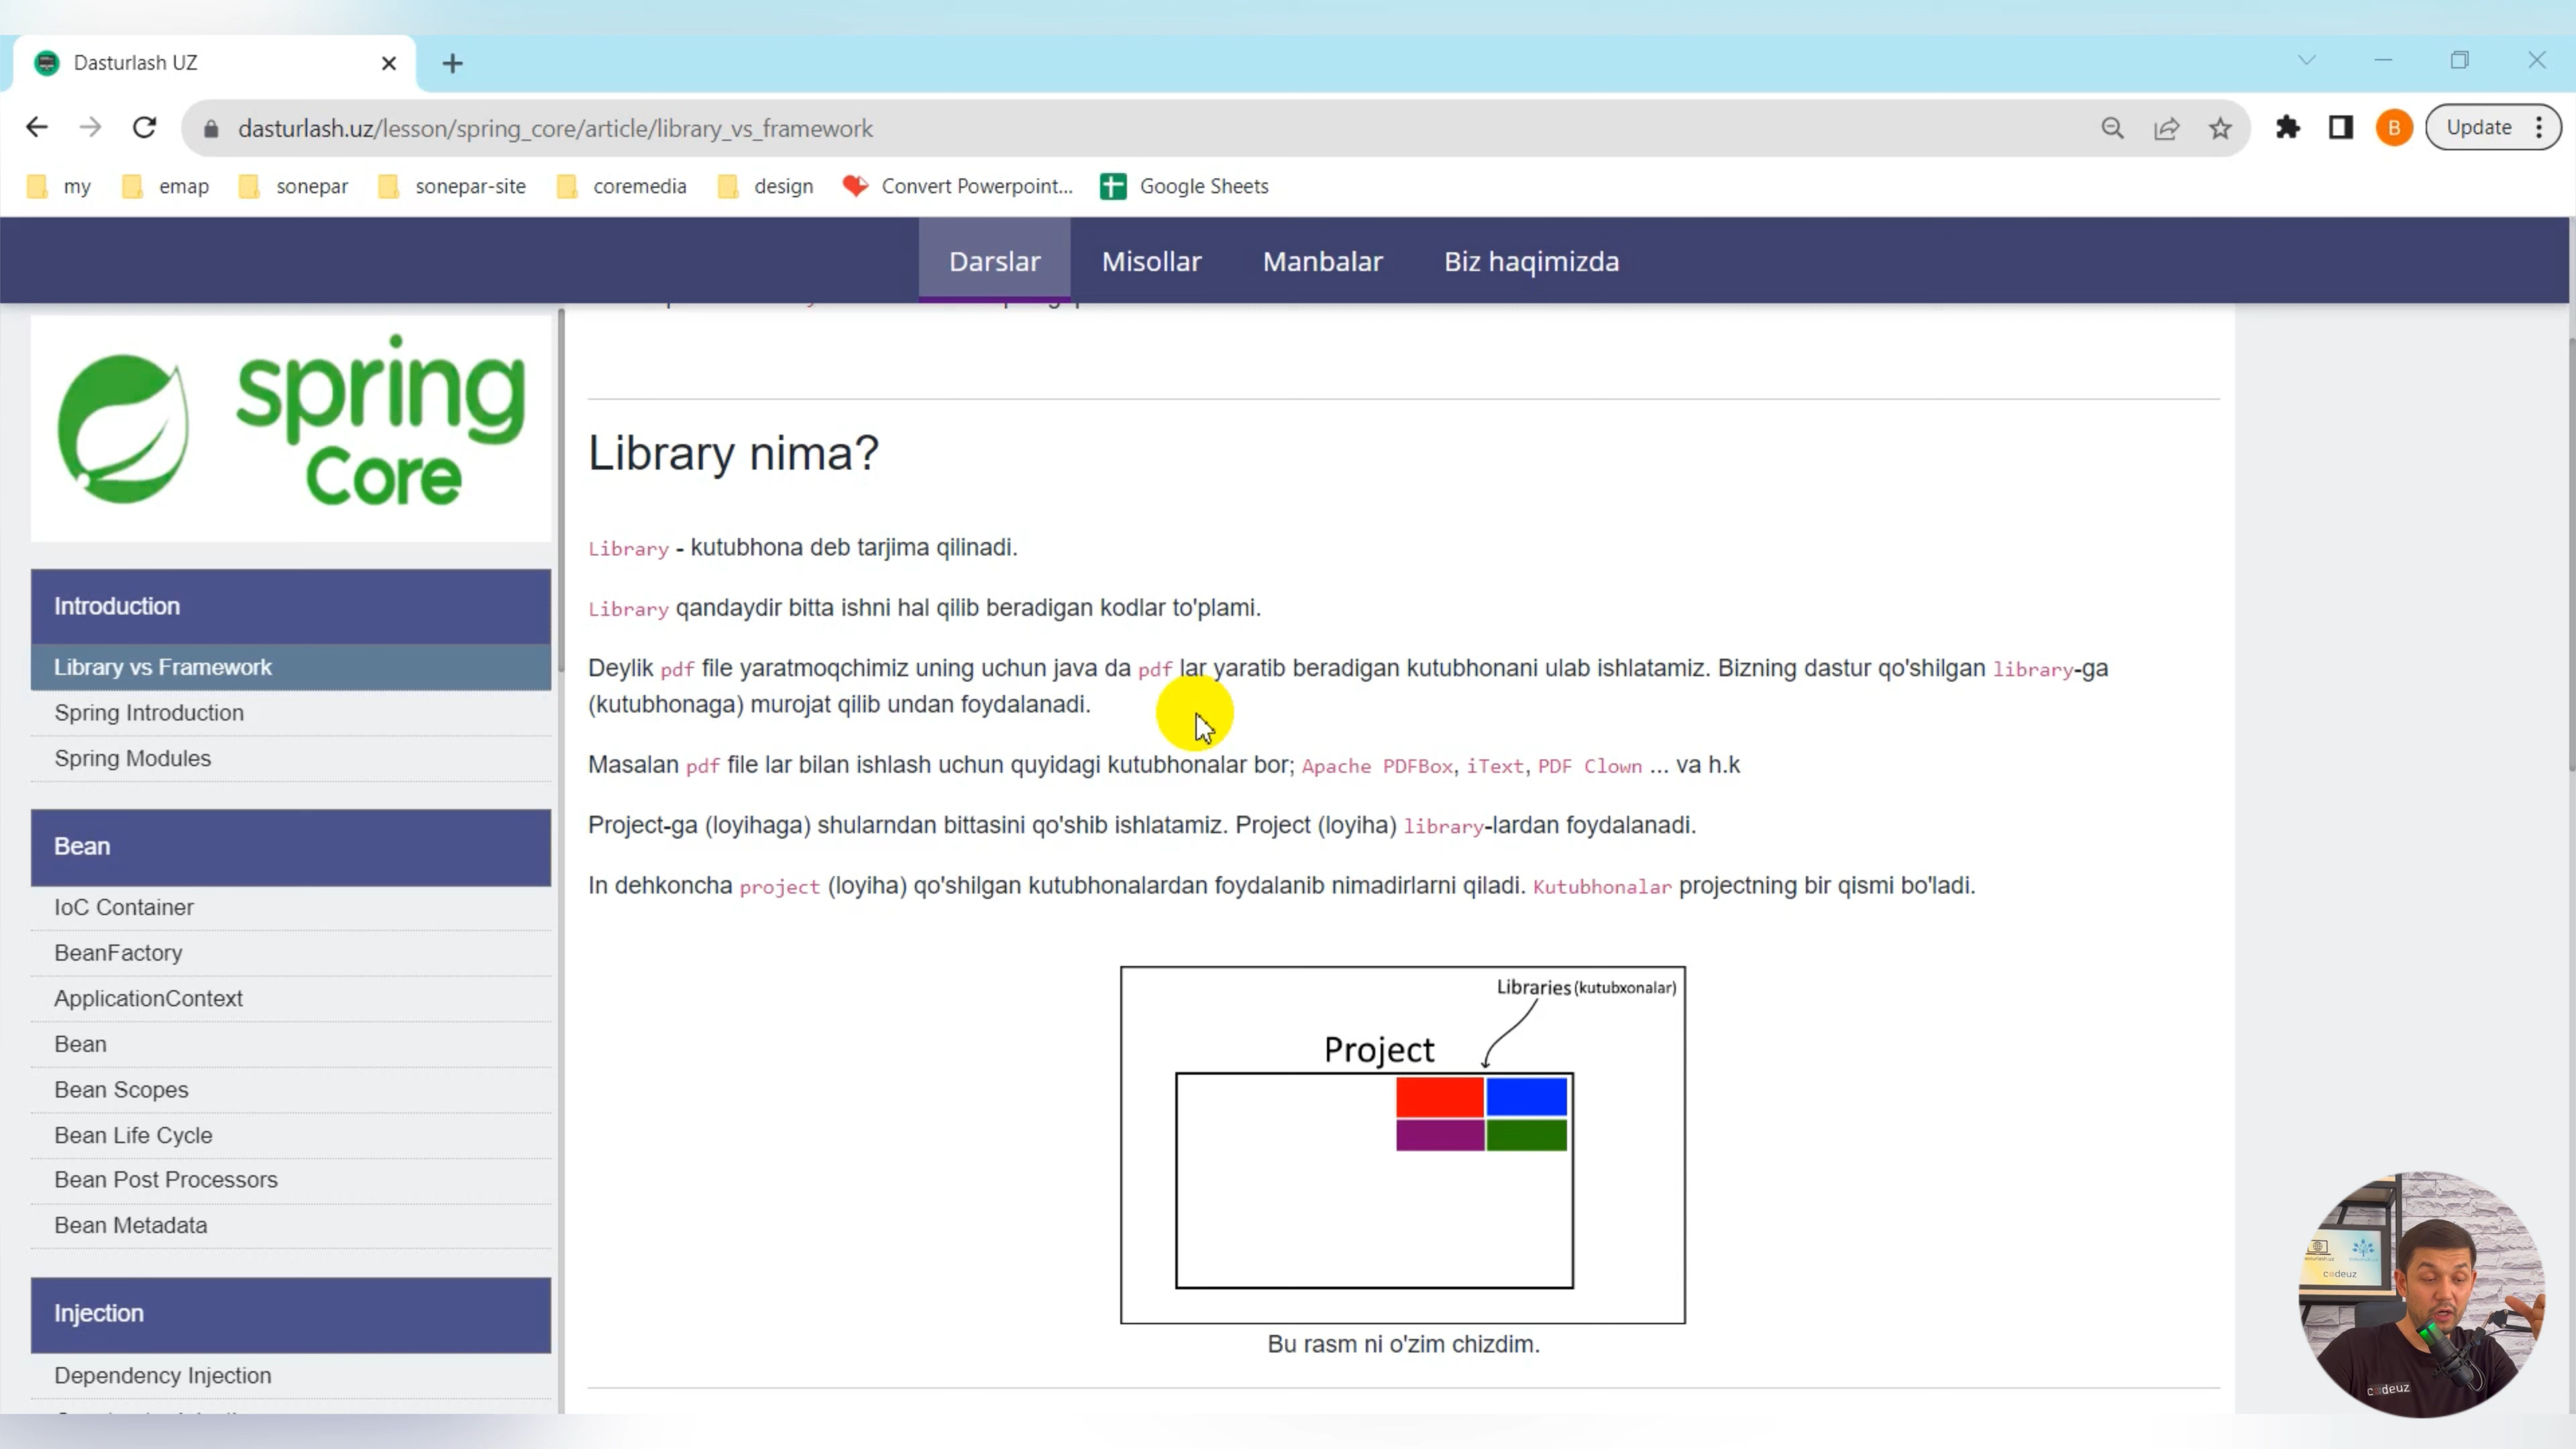 Dasturlash UZ
dasturlash.uz/lesson/spring_core/article/library_vs_framework
B
Update
my
emap
sonepar
sonepar-site
coremedia
design
Convert Powerpoint...
Google Sheets
Darslar
Misollar
Manbalar
Biz haqimizda
spring
Core
Introduction
Library vs Framework
Spring Introduction
Spring Modules
Bean
IoC Container
BeanFactory
ApplicationContext
Bean
Bean Scopes
Bean Life Cycle
Bean Post Processors
Bean Metadata
Injection
Dependency Injection
Library nima?
Library - kutubhona deb tarjima qilinadi.
Library qandaydir bitta ishni hal qilib beradigan kodlar to'plami.
Deylik pdf file yaratmoqchimiz uning uchun java da pdf lar yaratib beradigan kutubhonani ulab ishlatamiz. Bizning dastur qo'shilgan library-ga
(kutubhonaga) murojat qilib undan foydalanadi.
Masalan pdf file lar bilan ishlash uchun quyidagi kutubhonalar bor; Apache PDFBox, iText, PDF Clown ... va h.k
Project-ga (loyihaga) shularndan bittasini qo'shib ishlatamiz. Project (loyiha) library-lardan foydalanadi.
In dehkoncha project (loyiha) qo'shilgan kutubhonalardan foydalanib nimadirlarni qiladi. Kutubhonalar projectning bir qismi bo'ladi.
Libraries (kutubxonalar)
Project
Bu rasm ni o'zim chizdim.
codeuz
codeuz